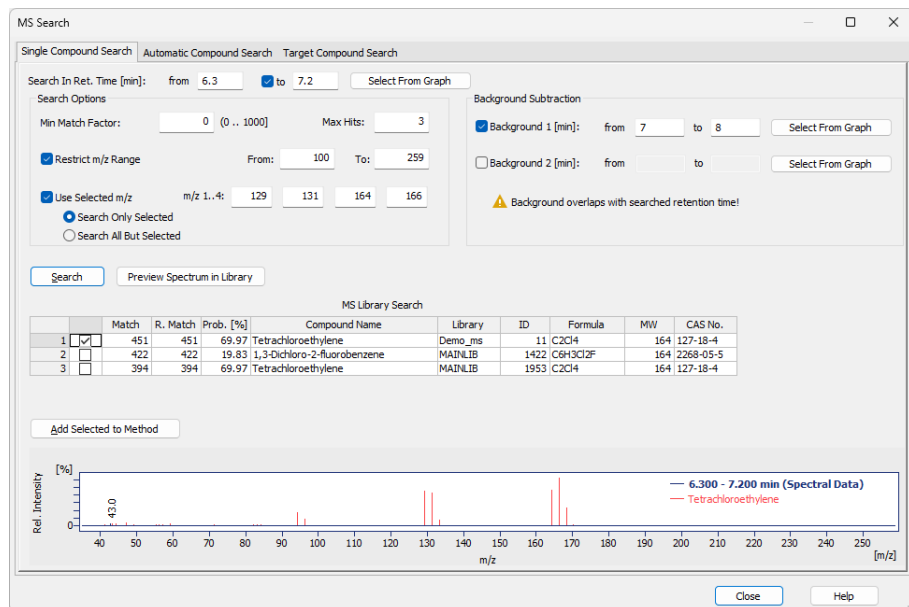 MS Search
Single Compound Search Automatic Compound Search Target Compound Search
Search In Ret. Time [min]: from 6.3 to 7.2 Select From Graph
Search Options
Min Match Factor: 0 (0 .. 1000) Max Hits: 3
Restrict m/z Range From: 100 To: 259
Use Selected m/z m/z 1..4: 129 131 164 166
Search Only Selected
Search All But Selected
Background Subtraction
Background 1 [min]: from 7 to 8 Select From Graph
Background 2 [min]: from to Select From Graph
Background overlaps with searched retention time!
Search Preview Spectrum in Library
MS Library Search
Match R. Match Prob. [%] Compound Name Library ID Formula MW CAS No.
1 451 451 69.97 Tetrachloroethylene Demo_ms 11 C2Cl4 164 127-18-4
2 422 422 19.83 1,3-Dichloro-2-fluorobenzene MAINLIB 1422 C6H3Cl2F 164 2268-05-5
3 394 394 69.97 Tetrachloroethylene MAINLIB 1953 C2Cl4 164 127-18-4
Add Selected to Method
[%]
Rel. Intensity
0
43.0
6.300 - 7.200 min (Spectral Data)
Tetrachloroethylene
40 50 60 70 80 90 100 110 120 130 140 150 160 170 180 190 200 210 220 230 240 250
m/z [m/z]
Close Help